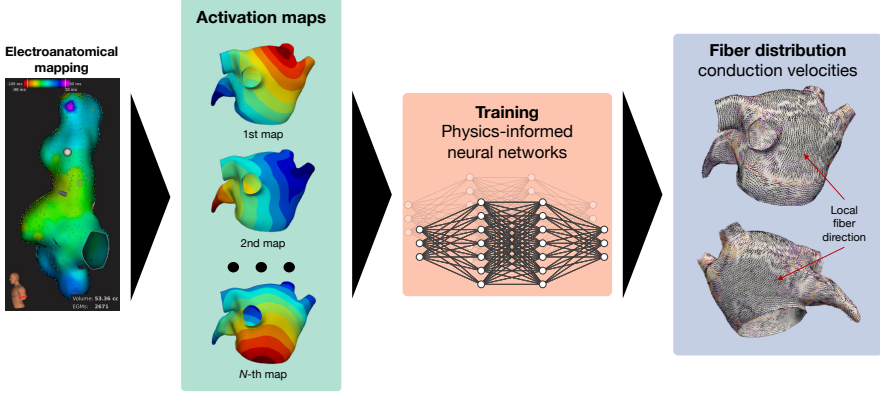 Electroanatomical
mapping
Volume: 53.36 cc
EGMs: 2671
Activation maps
1st map
2nd map
N-th map
Training
Physics-informed
neural networks
Fiber distribution
conduction velocities
Local
fiber
direction